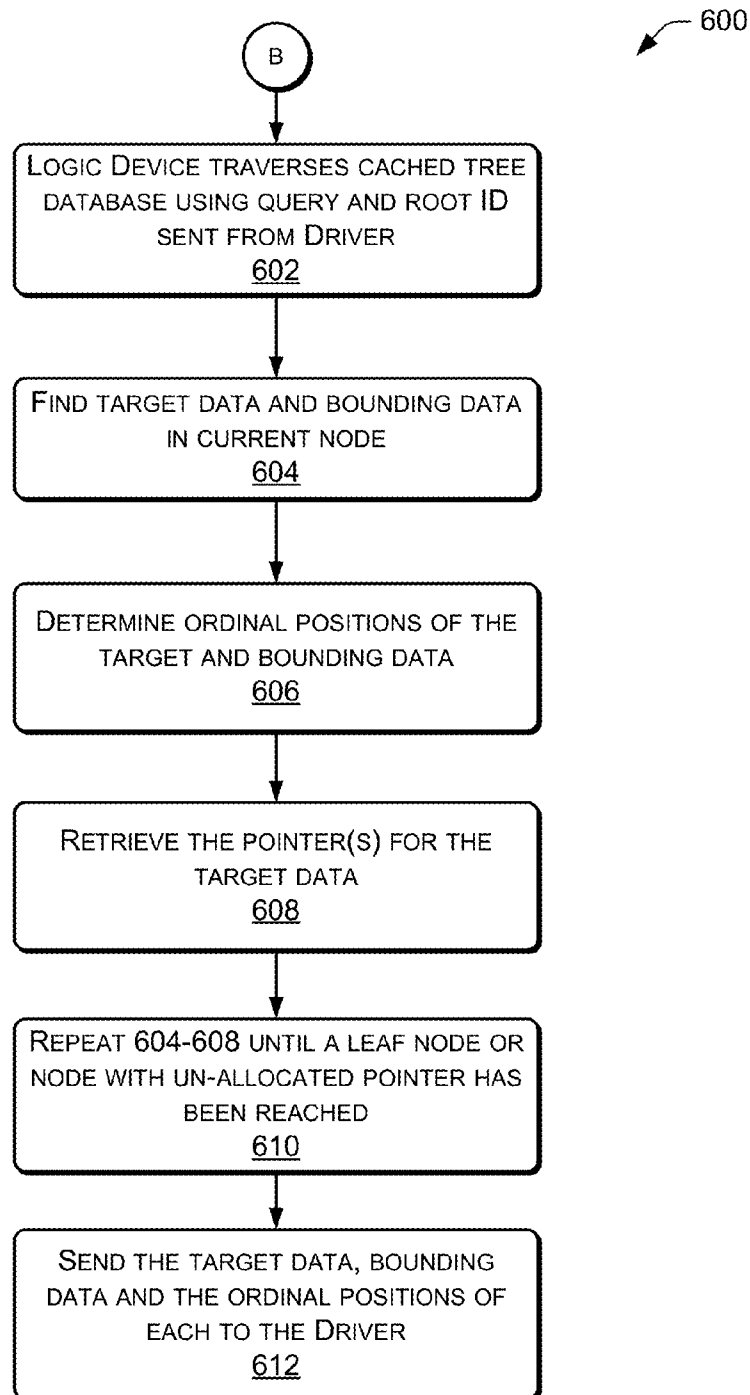 600
B
LOGIC DEVICE TRAVERSES CACHED TREE
DATABASE USING QUERY AND ROOT ID
SENT FROM DRIVER
602
FIND TARGET DATA AND BOUNDING DATA
IN CURRENT NODE
604
DETERMINE ORDINAL POSITIONS OF THE
TARGET AND BOUNDING DATA
606
RETRIEVE THE POINTER(S) FOR THE
TARGET DATA
608
REPEAT 604-608 UNTIL A LEAF NODE OR
NODE WITH UN-ALLOCATED POINTER HAS
BEEN REACHED
610
SEND THE TARGET DATA, BOUNDING
DATA AND THE ORDINAL POSITIONS OF
EACH TO THE DRIVER
612